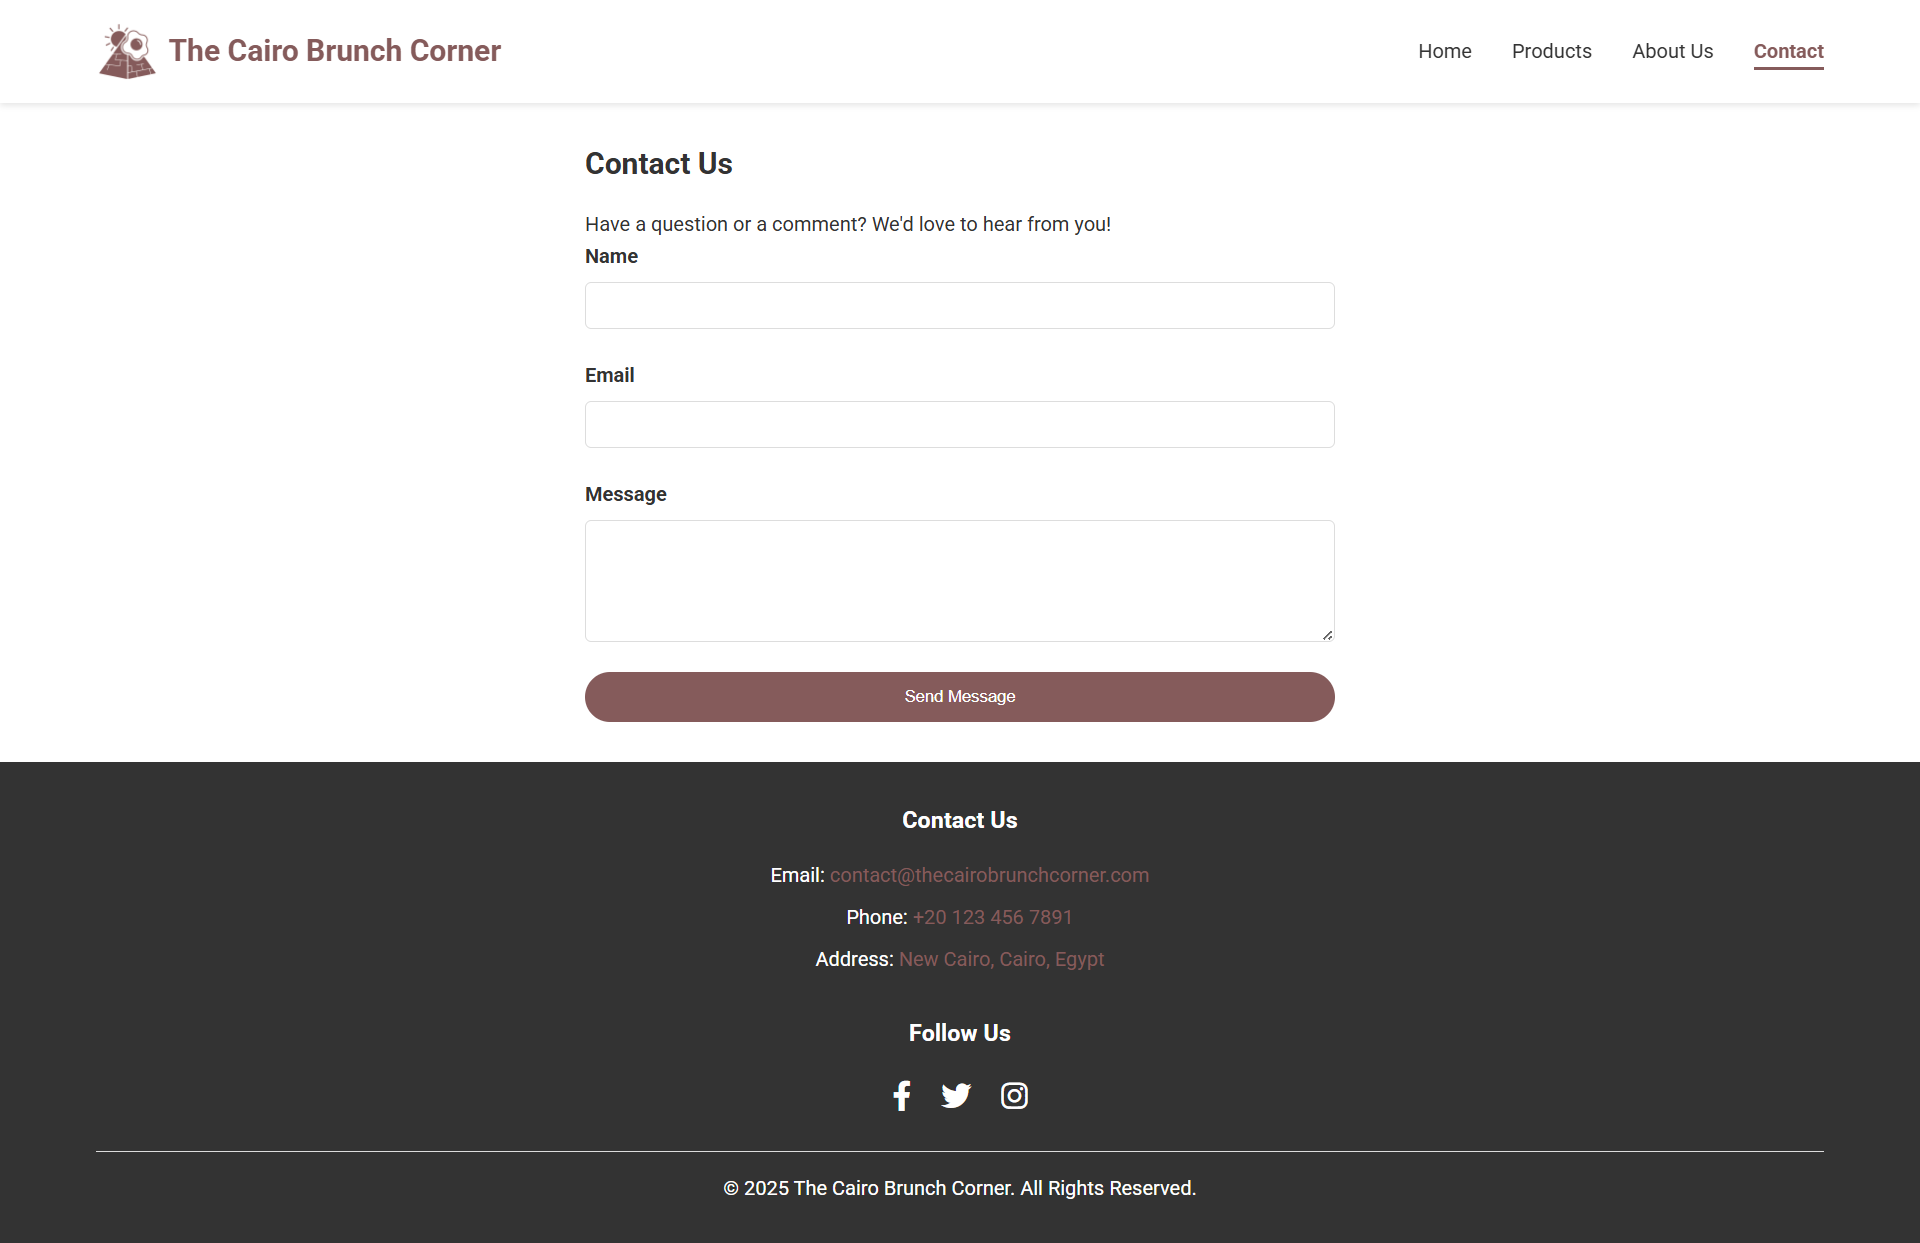 The Cairo Brunch Corner
Home Products About Us Contact
Contact Us
Have a question or a comment? We'd love to hear from you!
Name
Email
Message
Send Message
Contact Us
Email: contact@thecairobrunchcorner.com
Phone: +20 123 456 7891
Address: New Cairo, Cairo, Egypt
Follow Us
© 2025 The Cairo Brunch Corner. All Rights Reserved.